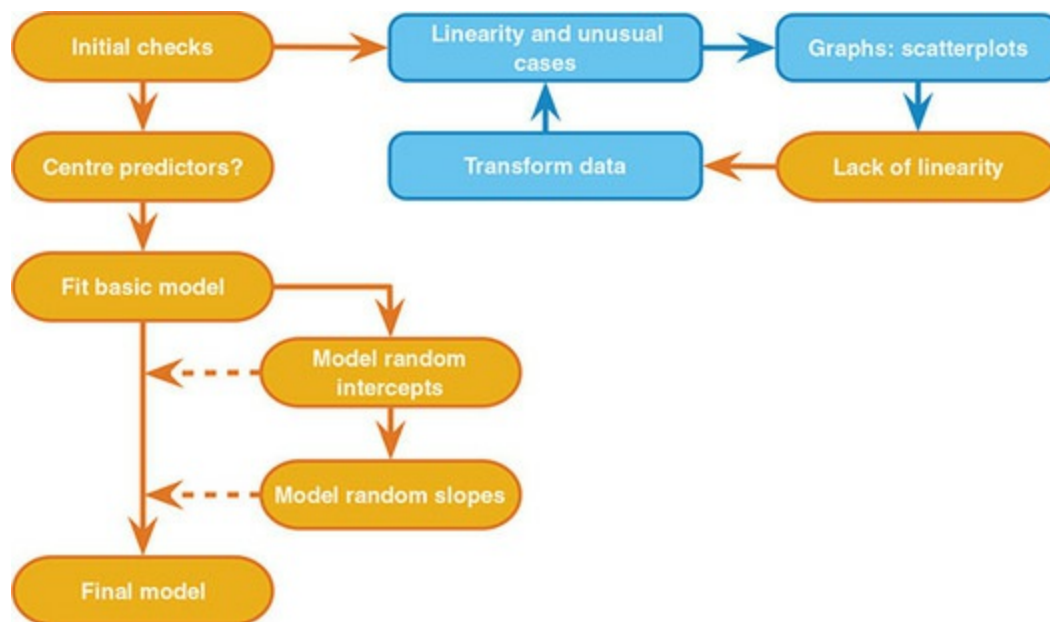 Initial checks
Linearity and unusual
cases
Graphs: scatterplots
Centre predictors?
Transform data
Lack of linearity
Fit basic model
Model random
intercepts
Model random slopes
Final model